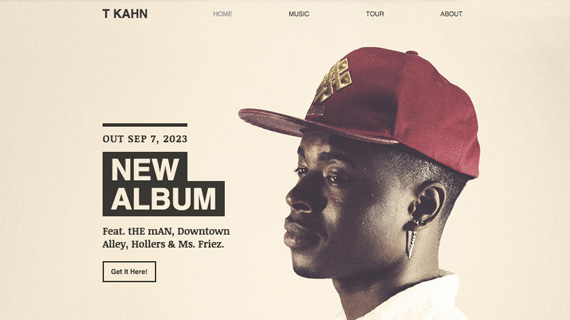 T KAHN
HOME MUSIC TOUR ABOUT
OUT SEP 7, 2023
NEW
ALBUM
Feat. tHE mAN, Downtown
Alley, Hollers & Ms. Friez.
Get It Here!